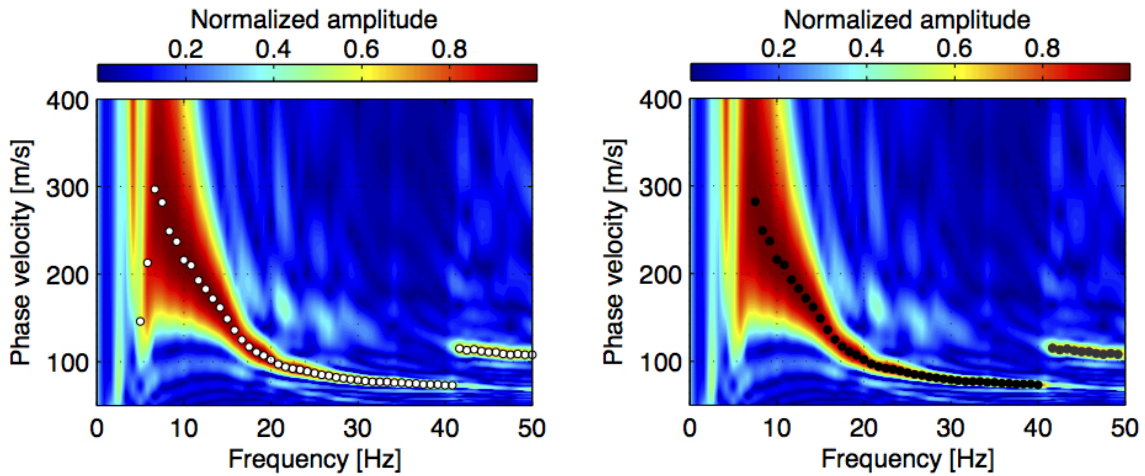 Normalized amplitude
0.2 0.4 0.6 0.8
400
300
200
100
Phase velocity [m/s]
0 10 20 30 40 50
Frequency [Hz]
Normalized amplitude
0.2 0.4 0.6 0.8
400
300
200
100
Phase velocity [m/s]
0 10 20 30 40 50
Frequency [Hz]